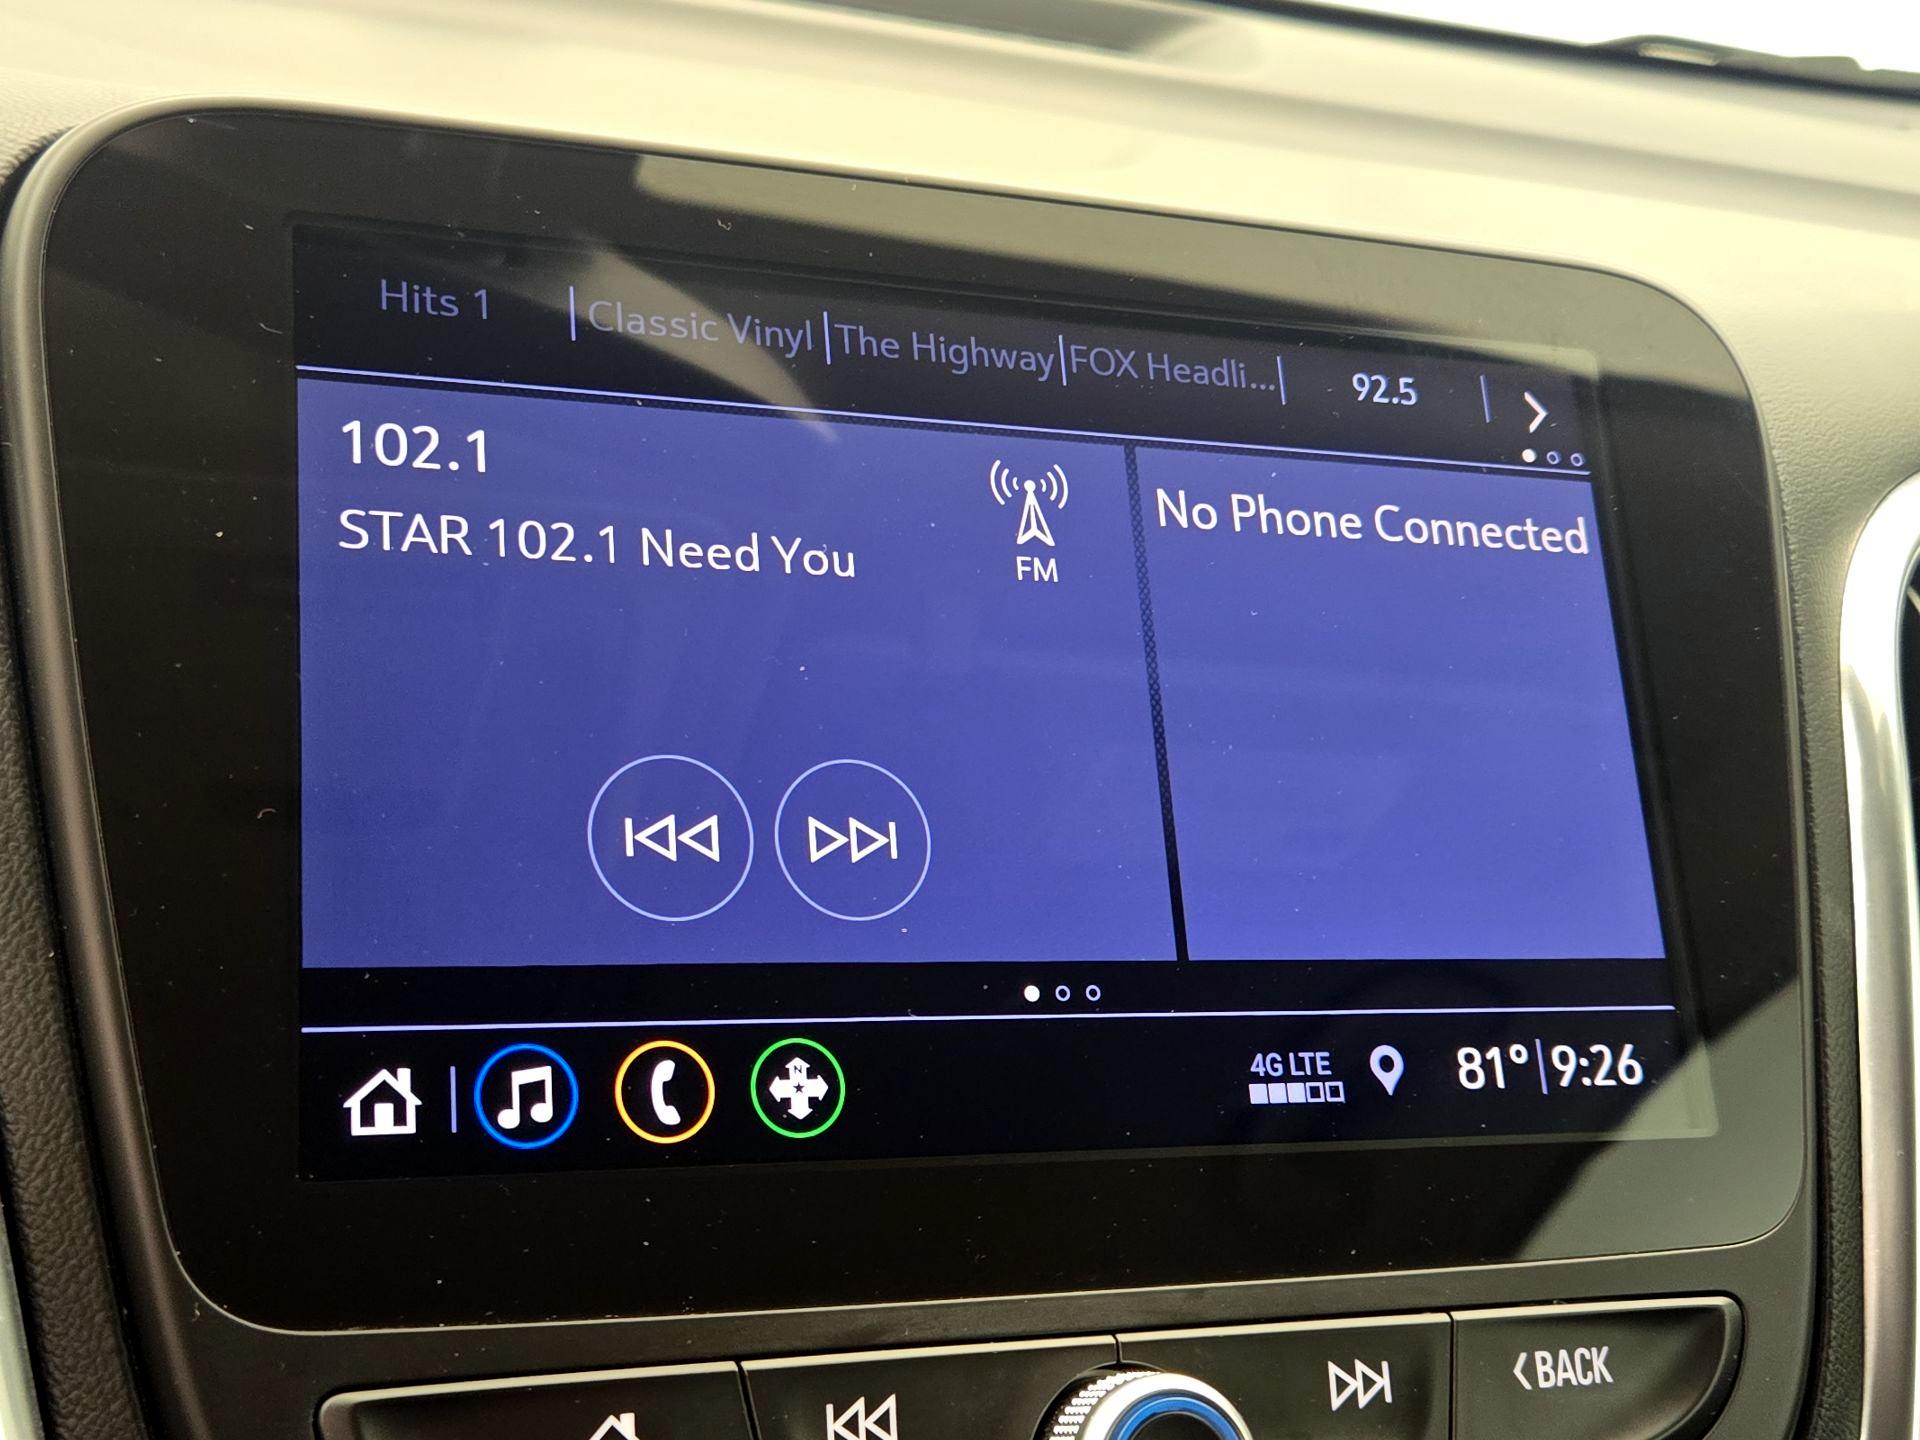 Hits 1 | Classic Vinyl | The Highway | FOX Headli... | 92.5
102.1
STAR 102.1 Need You
FM
No Phone Connected
N
4G LTE
81° | 9:26
<BACK